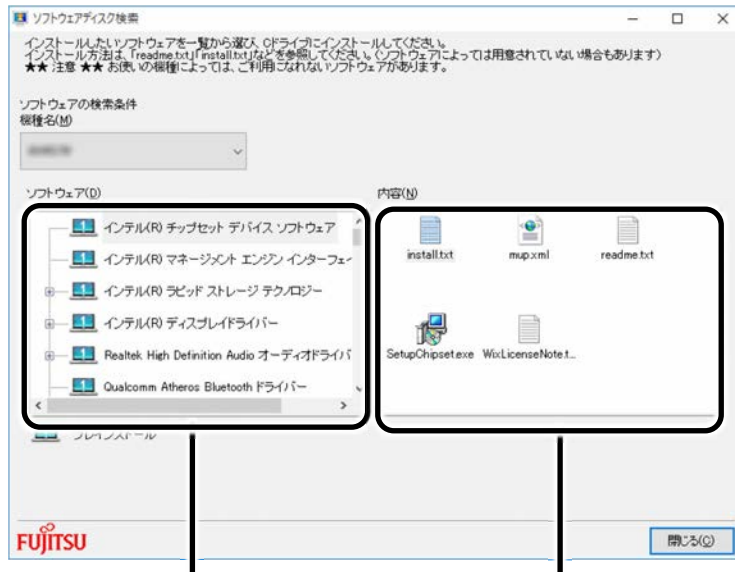 ソフトウェアディスク検索
インストールしたいソフトウェアを一覧から選び、Cドライブにインストールしてください。
インストール方法は、「readme.txt」「install.txt」などを参照してください。（ソフトウェアによっては用意されていない場合もあります）
★★ 注意 ★★ お使いの機種によっては、ご利用になれないソフトウェアがあります。
ソフトウェアの検索条件
機種名(M)
ソフトウェア(D)
内容(N)
インテル(R) チップセット デバイス ソフトウェア
インテル(R) マネージメント エンジン インターフェー
インテル(R) ラピッド ストレージ テクノロジー
インテル(R) ディスプレイドライバー
Realtek High Definition Audio オーディオドライバ
Qualcomm Atheros Bluetooth ドライバー
install.txt
mup.xml
readme.txt
SetupChipset.exe
WixLicenseNote.t...
プレインストール
FUJITSU
閉じる(C)